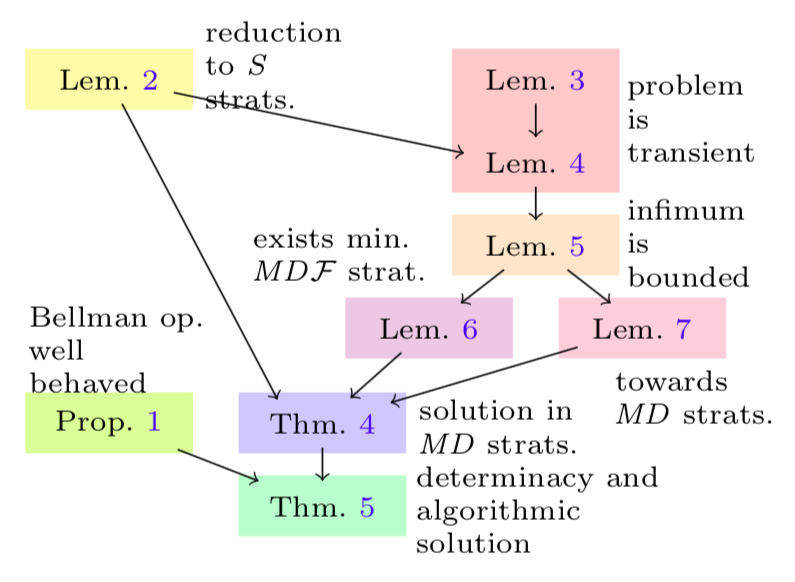 reduction
to S
strats.
Lem. 2
Lem. 3
Lem. 4
problem
is
transient
exists min.
MDℱ strat.
Lem. 5
infimum
is
bounded
Lem. 6
Lem. 7
towards
MD strats.
Bellman op.
well
behaved
Prop. 1
Thm. 4
solution in
MD strats.
Thm. 5
determinacy and
algorithmic
solution